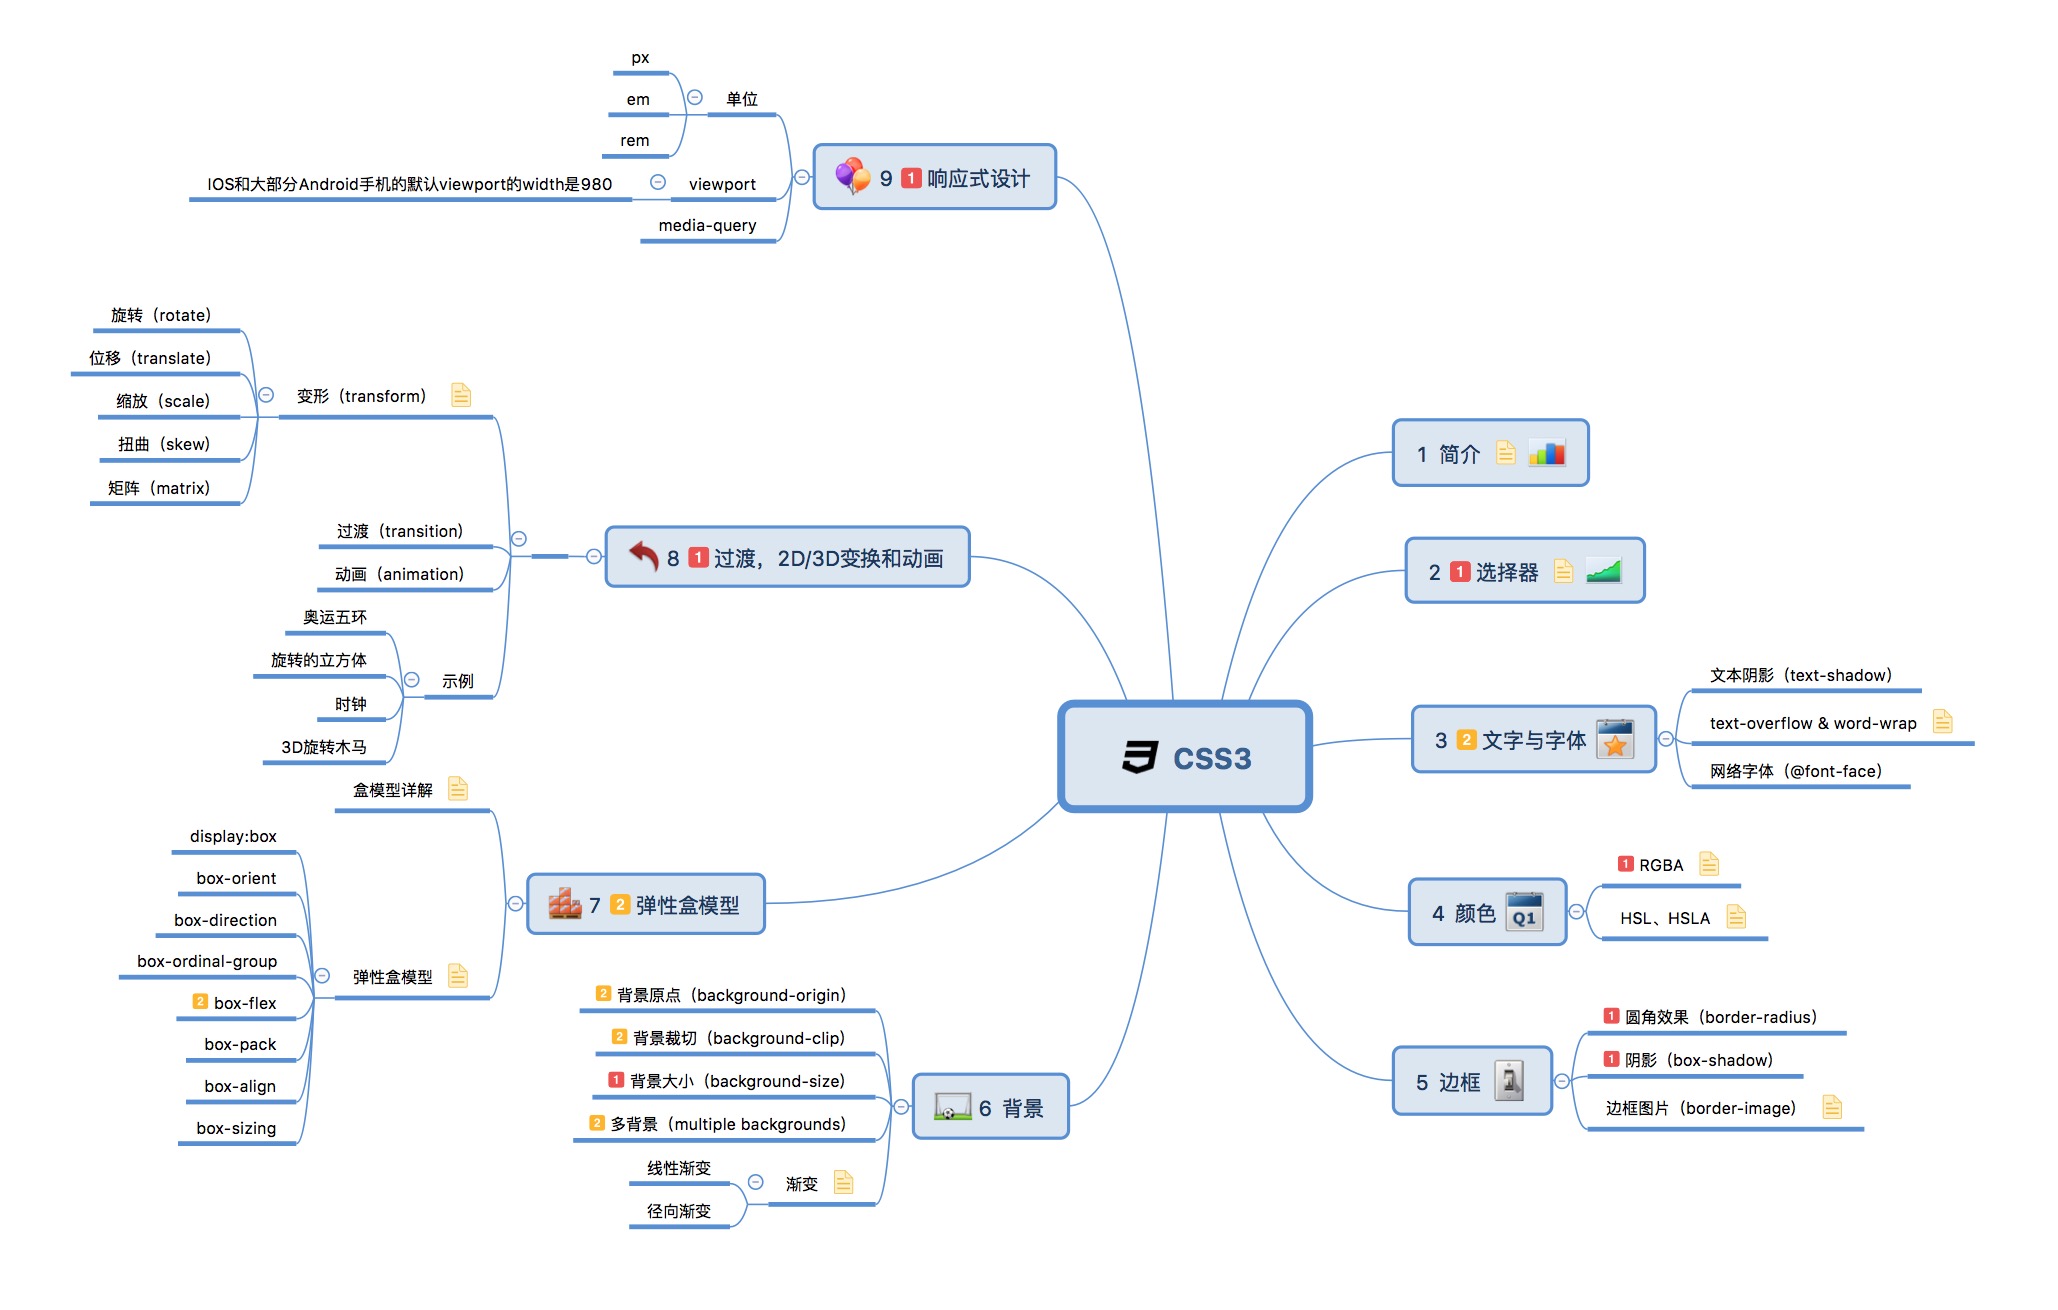 CSS3
1 简介
2 1 选择器
3 2 文字与字体
文本阴影（text-shadow）
text-overflow & word-wrap
网络字体（@font-face）
4 颜色 Q1
1 RGBA
HSL、HSLA
5 边框
1 圆角效果（border-radius）
1 阴影（box-shadow）
边框图片（border-image）
6 背景
2 背景原点（background-origin）
2 背景裁切（background-clip）
1 背景大小（background-size）
2 多背景（multiple backgrounds）
渐变
线性渐变
径向渐变
7 2 弹性盒模型
盒模型详解
弹性盒模型
display:box
box-orient
box-direction
box-ordinal-group
2 box-flex
box-pack
box-align
box-sizing
8 1 过渡，2D/3D变换和动画
变形（transform）
旋转（rotate）
位移（translate）
缩放（scale）
扭曲（skew）
矩阵（matrix）
过渡（transition）
动画（animation）
示例
奥运五环
旋转的立方体
时钟
3D旋转木马
9 1 响应式设计
单位
px
em
rem
viewport
IOS和大部分Android手机的默认viewport的width是980
media-query